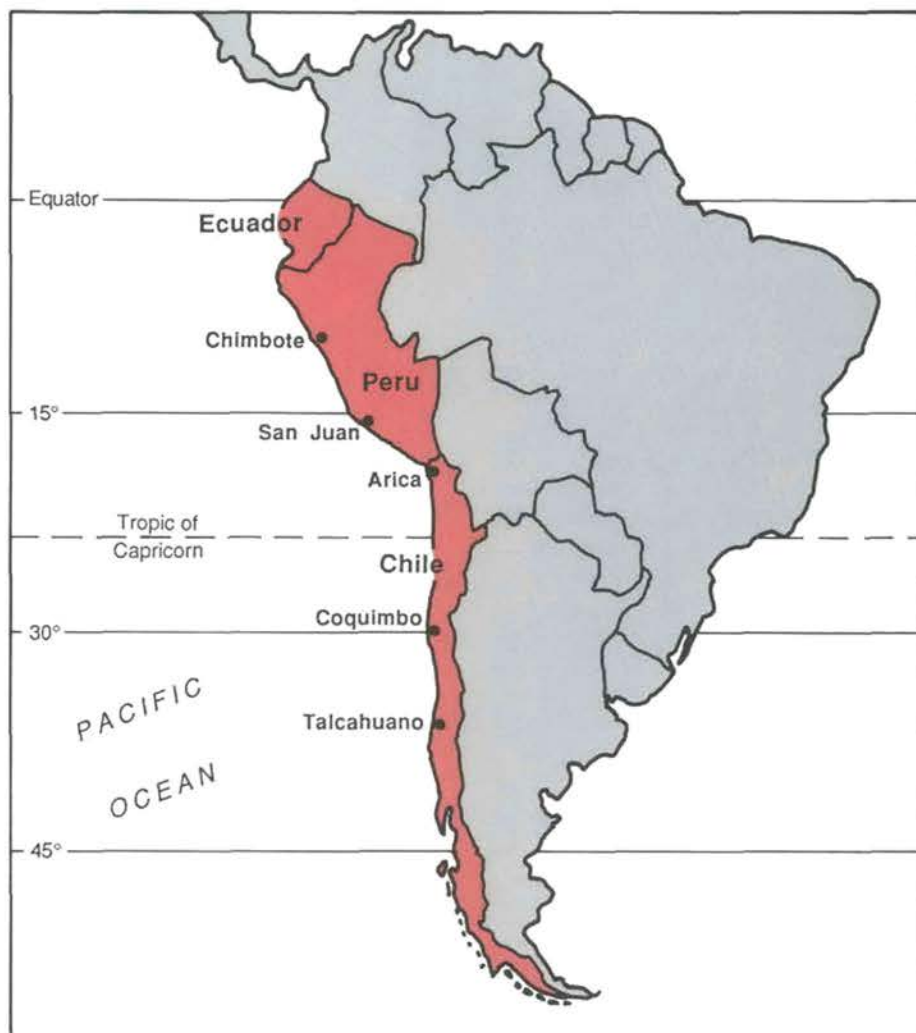 Equator
Ecuador
Chimbote
Peru
15°
San Juan
Arica
Tropic of
Capricorn
Chile
Coquimbo
30°
PACIFIC
Talcahuano
OCEAN
45°